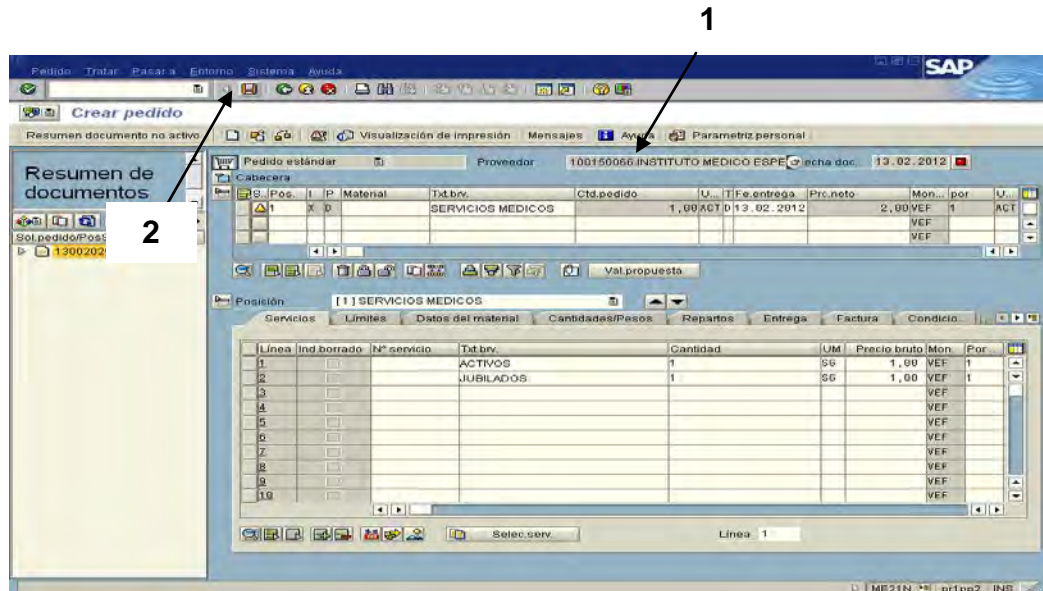 1
Pedido Tratar Pasar a Entorno Sistema Ayuda
SAP
Crear pedido
Resumen documento no activo Visualización de impresión Mensajes Ayuda Parametriz.personal
Resumen de documentos
Pedido estándar Proveedor 100150066 INSTITUTO MEDICO ESPE echa doc. 13.02.2012
Cabecera
S.. Pos. I P Material Txt.brv. Ctd.pedido U... T Fe.entrega Prc.neto Mon... por U...
1 X D SERVICIOS MEDICOS 1,00 ACT D 13.02.2012 2,00 VEF 1 ACT
VEF
VEF
2
Sol.pedido/Pos
1300202
Val.propuesta
Posición [ 1 ] SERVICIOS MEDICOS
Servicios Límites Datos del material Cantidades/Pesos Repartos Entrega Factura Condicio..
Línea Ind.borrado Nº servicio Txt.brv. Cantidad UM Precio bruto Mon. Por...
1 ACTIVOS 1 SG 1,00 VEF 1
2 JUBILADOS 1 SG 1,00 VEF 1
3 VEF
4 VEF
5 VEF
6 VEF
7 VEF
8 VEF
9 VEF
10 VEF
Selec.serv. Línea 1
ME21N pr1pp2 INS